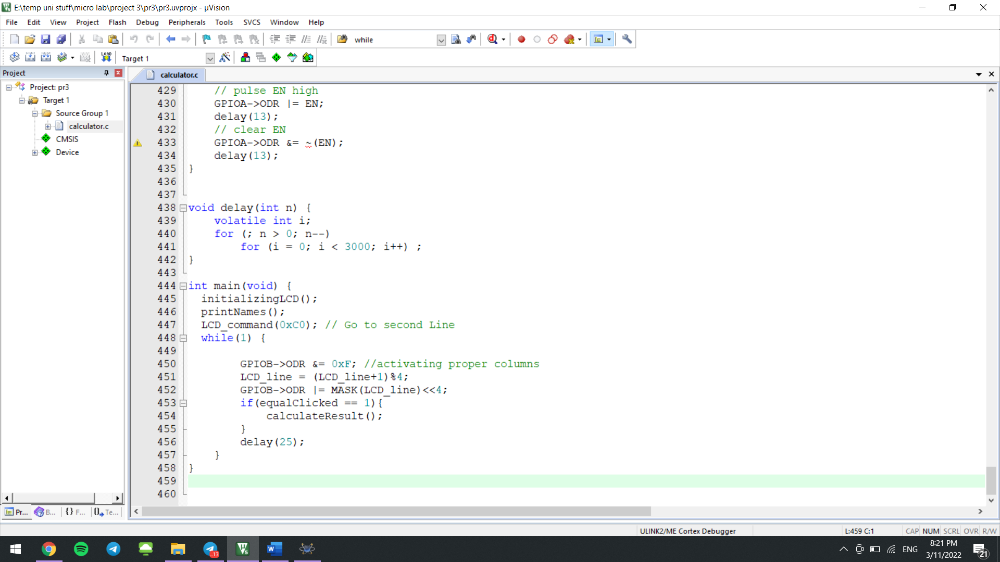 E:\temp uni stuff\micro lab\project 3\pr3\pr3.uvprojx - µVision
File Edit View Project Flash Debug Peripherals Tools SVCS Window Help
while
LOAD Target 1
Project
calculator.c
Project: pr3
Target 1
Source Group 1
calculator.c
CMSIS
Device
429 // pulse EN high
430 GPIOA->ODR |= EN;
431 delay(13);
432 // clear EN
433 GPIOA->ODR &= ~(EN);
434 delay(13);
435 }
436
437
438 void delay(int n) {
439 volatile int i;
440 for (; n > 0; n--)
441 for (i = 0; i < 3000; i++) ;
442 }
443
444 int main(void) {
445 initializingLCD();
446 printNames();
447 LCD_command(0xC0); // Go to second Line
448 while(1) {
449
450 GPIOB->ODR &= 0xF; //activating proper columns
451 LCD_line = (LCD_line+1)%4;
452 GPIOB->ODR |= MASK(LCD_line)<<4;
453 if(equalClicked == 1){
454 calculateResult();
455 }
456 delay(25);
457 }
458 }
459
460
Pr... B... {} F... Te...
ULINK2/ME Cortex Debugger
L:459 C:1
CAP NUM SCRL OVR R/W
..13
ENG
8:21 PM
3/11/2022
21